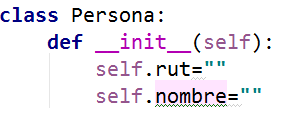 class Persona:
    def __init__(self):
        self.rut=""
        self.nombre=""